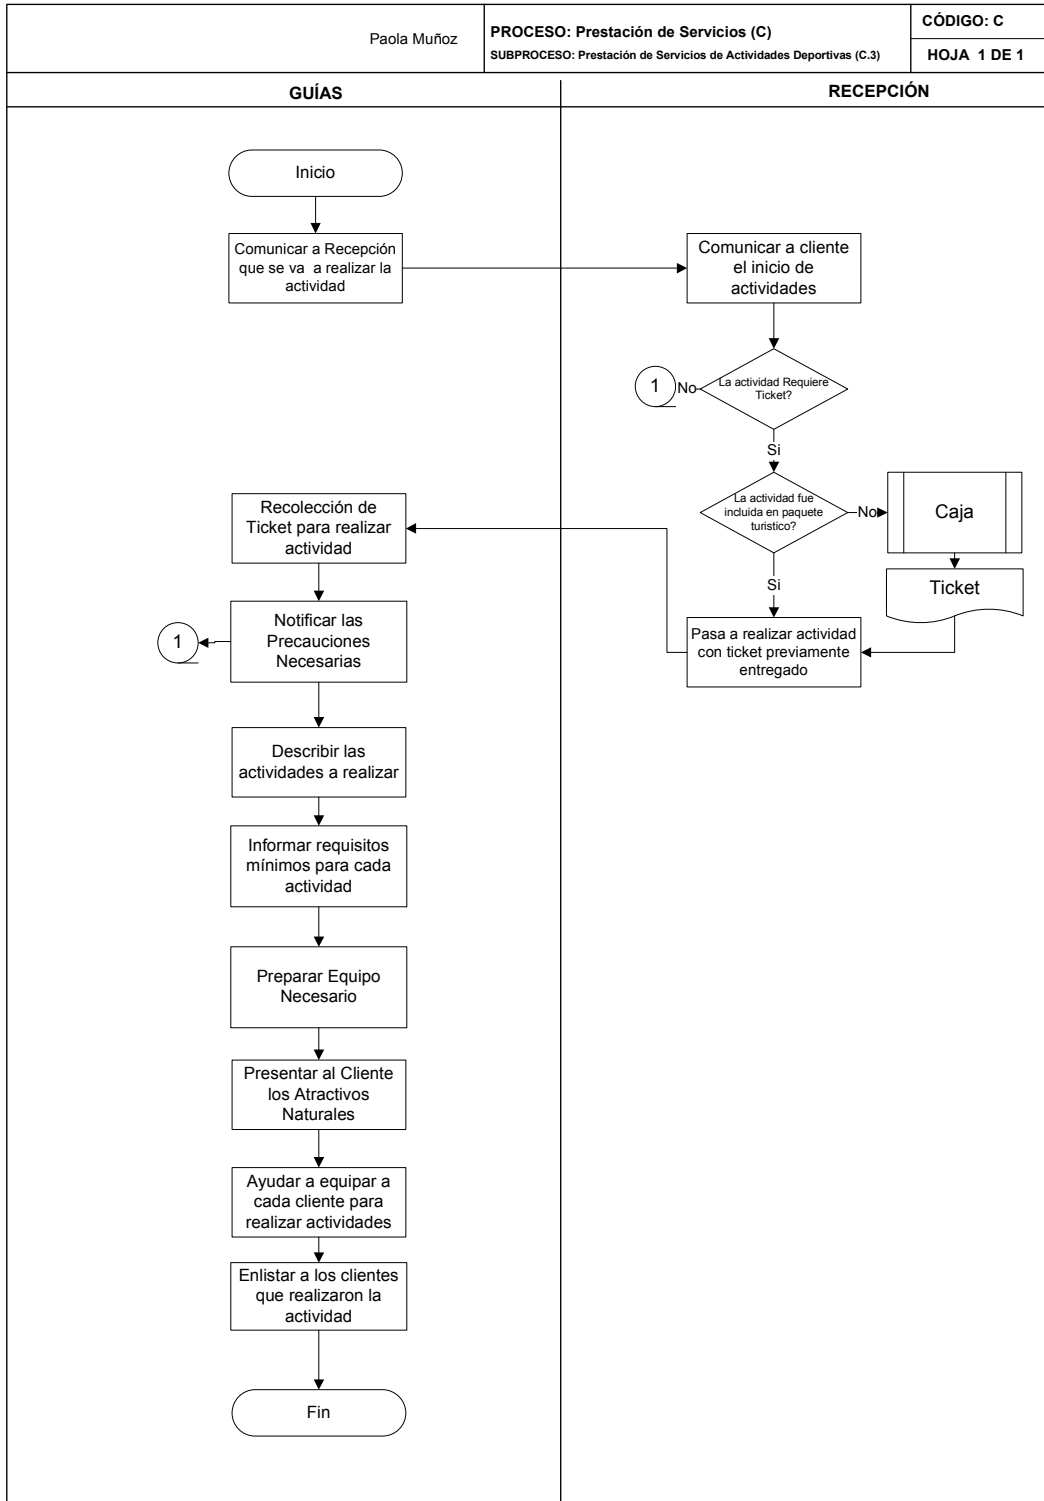 Paola Muñoz
PROCESO: Prestación de Servicios (C)
SUBPROCESO: Prestación de Servicios de Actividades Deportivas (C.3)
CÓDIGO: C
HOJA 1 DE 1
GUÍAS
RECEPCIÓN
Inicio
Comunicar a Recepción
que se va a realizar la
actividad
Comunicar a cliente
el inicio de
actividades
La actividad Requiere
Ticket?
No
1
Si
La actividad fue
incluida en paquete
turistico?
No
Caja
Ticket
Si
Pasa a realizar actividad
con ticket previamente
entregado
Recolección de
Ticket para realizar
actividad
Notificar las
Precauciones
Necesarias
1
Describir las
actividades a realizar
Informar requisitos
mínimos para cada
actividad
Preparar Equipo
Necesario
Presentar al Cliente
los Atractivos
Naturales
Ayudar a equipar a
cada cliente para
realizar actividades
Enlistar a los clientes
que realizaron la
actividad
Fin